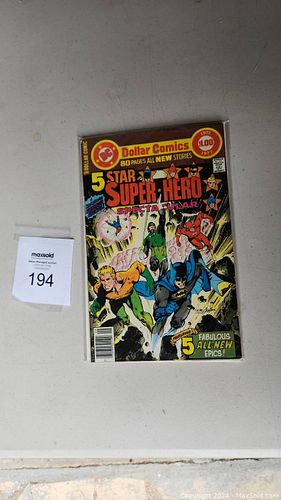 DC
Dollar Comics
$1.00
80 PAGES ALL NEW STORIES
5 STAR
SUPER HERO
SPECTACULAR
5 FABULOUS
ALL-NEW
EPICS!
maxsold
194
Copyright 2024 - MaxSold.com